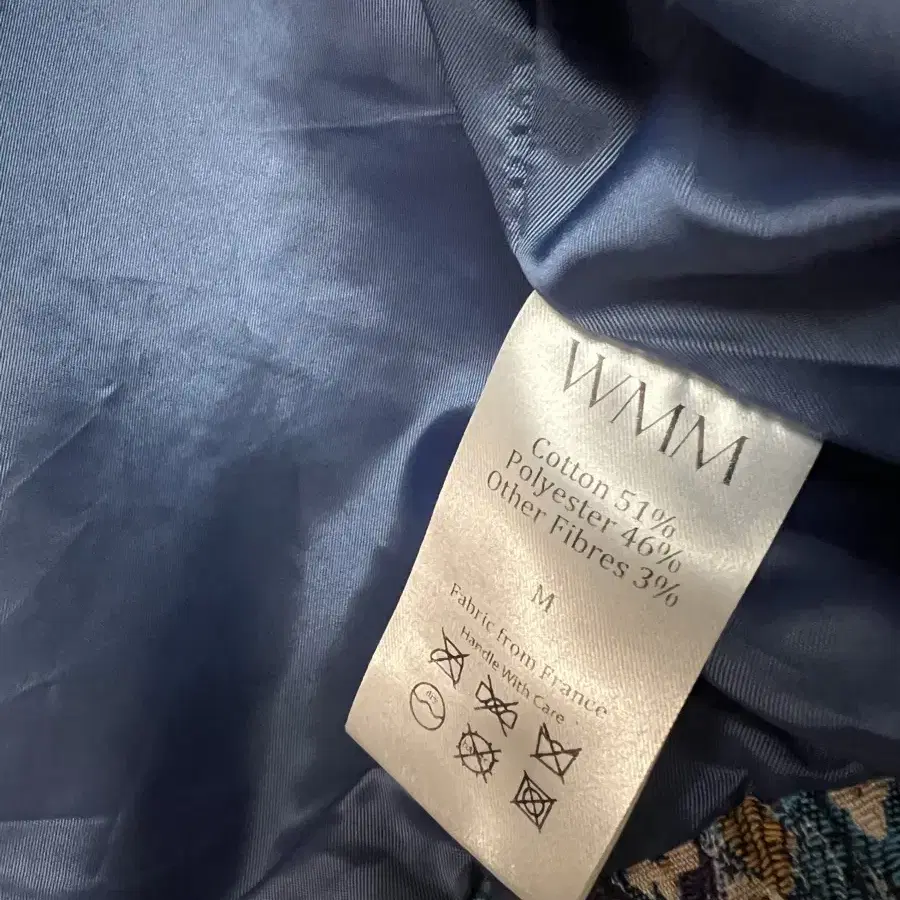 WMM
Cotton 51%
Polyester 46%
Other Fibres 3%
M
Fabric from France
Handle With Care